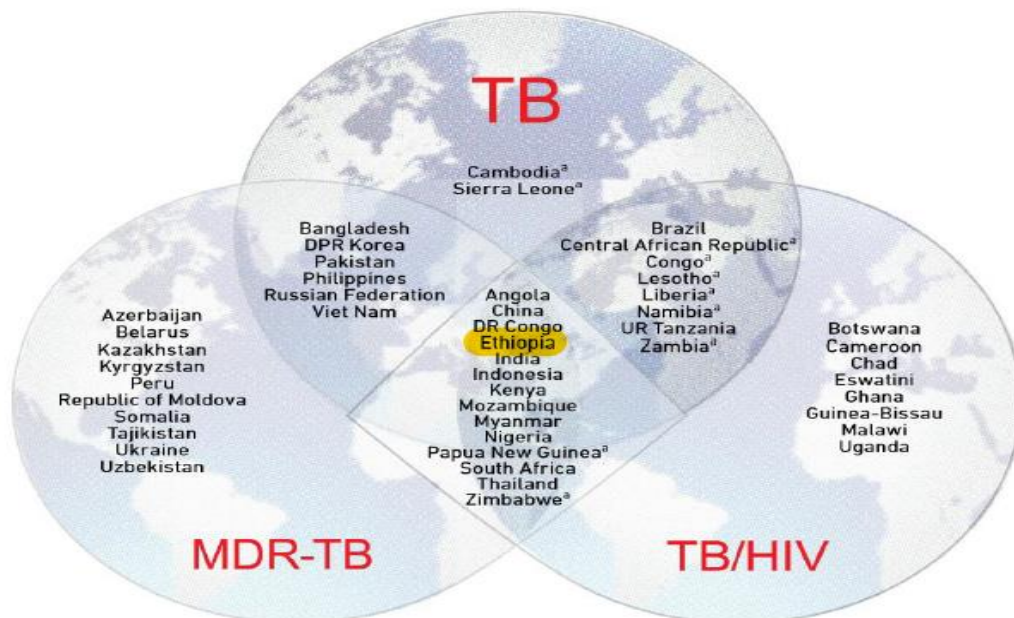 TB
Cambodiaᵃ
Sierra Leoneᵃ
Bangladesh
DPR Korea
Pakistan
Philippines
Russian Federation
Viet Nam
Brazil
Central African Republicᵃ
Congoᵃ
Lesothoᵃ
Liberiaᵃ
Namibiaᵃ
UR Tanzania
Zambiaᵃ
Angola
China
DR Congo
Ethiopia
India
Indonesia
Kenya
Mozambique
Myanmar
Nigeria
Papua New Guineaᵃ
South Africa
Thailand
Zimbabweᵃ
Azerbaijan
Belarus
Kazakhstan
Kyrgyzstan
Peru
Republic of Moldova
Somalia
Tajikistan
Ukraine
Uzbekistan
Botswana
Cameroon
Chad
Eswatini
Ghana
Guinea-Bissau
Malawi
Uganda
MDR-TB
TB/HIV